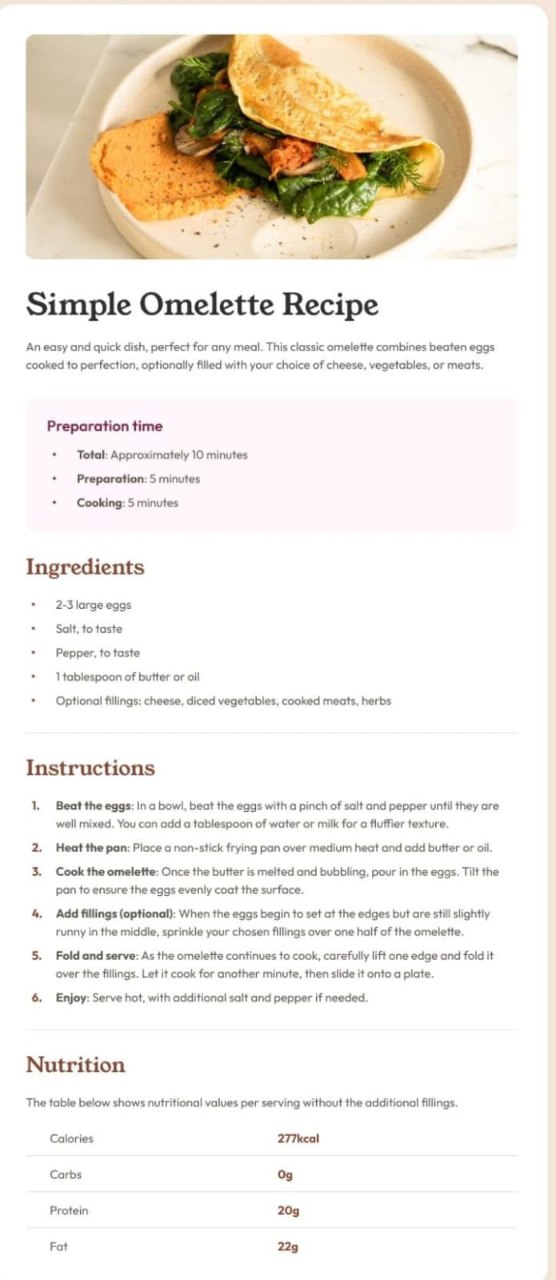 Simple Omelette Recipe
An easy and quick dish, perfect for any meal. This classic omelette combines beaten eggs
cooked to perfection, optionally filled with your choice of cheese, vegetables, or meats.
Preparation time
• Total: Approximately 10 minutes
• Preparation: 5 minutes
• Cooking: 5 minutes
Ingredients
• 2-3 large eggs
• Salt, to taste
• Pepper, to taste
• 1 tablespoon of butter or oil
• Optional fillings: cheese, diced vegetables, cooked meats, herbs
Instructions
1. Beat the eggs: In a bowl, beat the eggs with a pinch of salt and pepper until they are
well mixed. You can add a tablespoon of water or milk for a fluffier texture.
2. Heat the pan: Place a non-stick frying pan over medium heat and add butter or oil.
3. Cook the omelette: Once the butter is melted and bubbling, pour in the eggs. Tilt the
pan to ensure the eggs evenly coat the surface.
4. Add fillings (optional): When the eggs begin to set at the edges but are still slightly
runny in the middle, sprinkle your chosen fillings over one half of the omelette.
5. Fold and serve: As the omelette continues to cook, carefully lift one edge and fold it
over the fillings. Let it cook for another minute, then slide it onto a plate.
6. Enjoy: Serve hot, with additional salt and pepper if needed.
Nutrition
The table below shows nutritional values per serving without the additional fillings.
Calories 277kcal
Carbs 0g
Protein 20g
Fat 22g